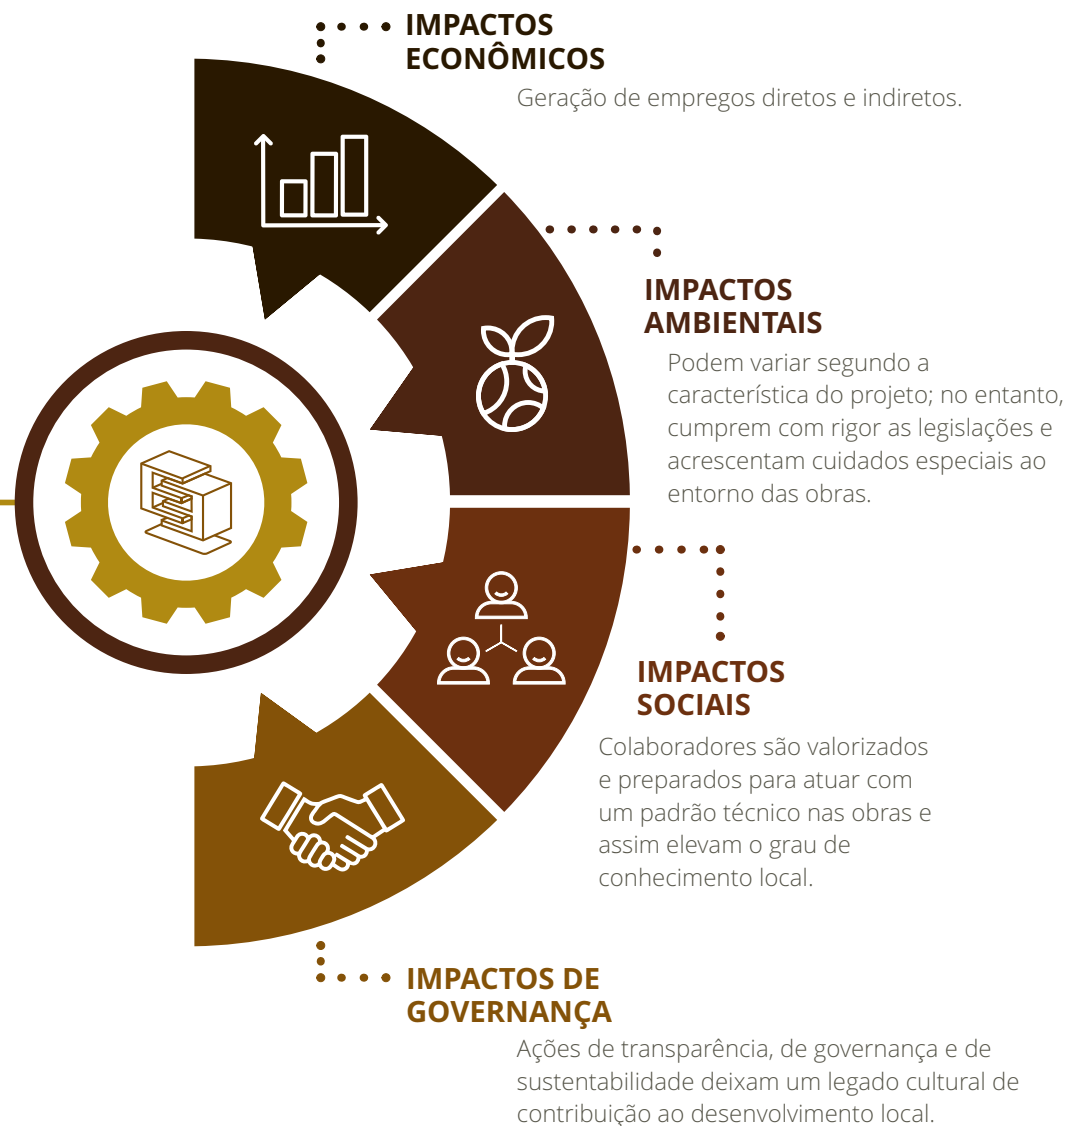 IMPACTOS
ECONÔMICOS
Geração de empregos diretos e indiretos.
IMPACTOS
AMBIENTAIS
Podem variar segundo a
característica do projeto; no entanto,
cumprem com rigor as legislações e
acrescentam cuidados especiais ao
entorno das obras.
IMPACTOS
SOCIAIS
Colaboradores são valorizados
e preparados para atuar com
um padrão técnico nas obras e
assim elevam o grau de
conhecimento local.
IMPACTOS DE
GOVERNANÇA
Ações de transparência, de governança e de
sustentabilidade deixam um legado cultural de
contribuição ao desenvolvimento local.